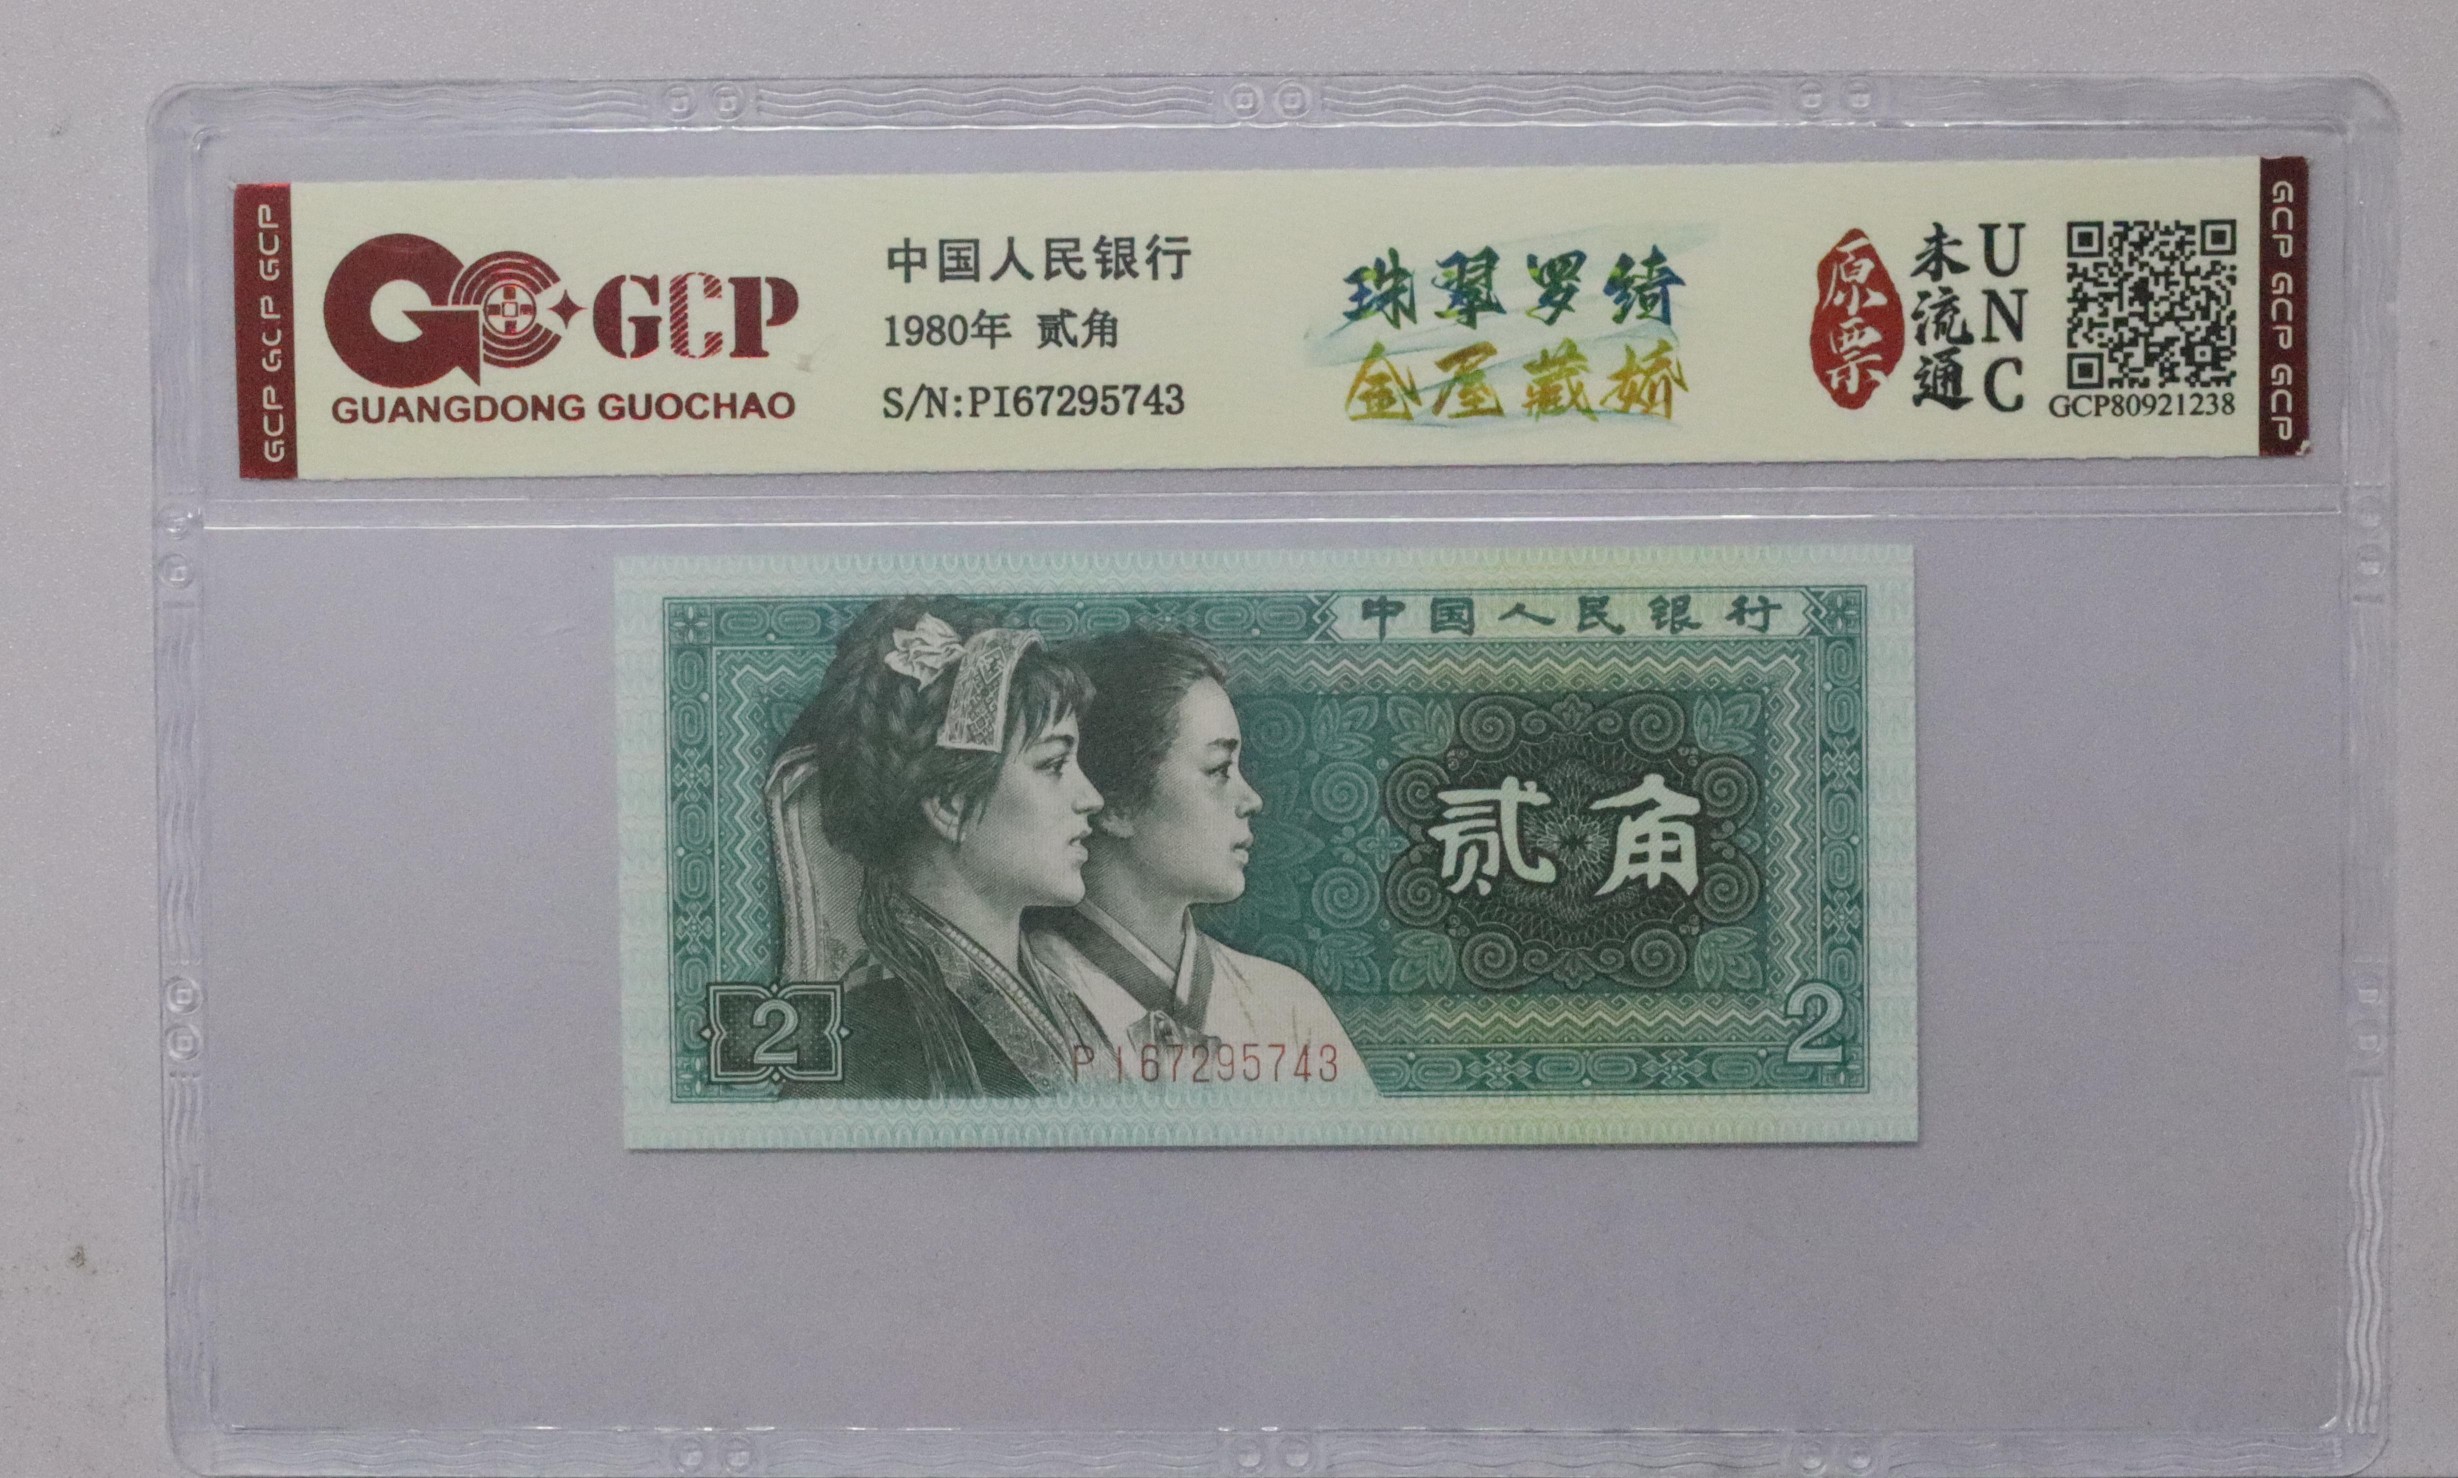 GCP GCP GCP
GCP
GUANGDONG GUOCHAO
中国人民银行
1980年 贰角
S/N:PI67295743
珠翠罗绮
金屋藏娇
原票
未流通
UNC
GCP80921238
GCP GCP GCP
中国人民银行
贰角
2
2
PI67295743